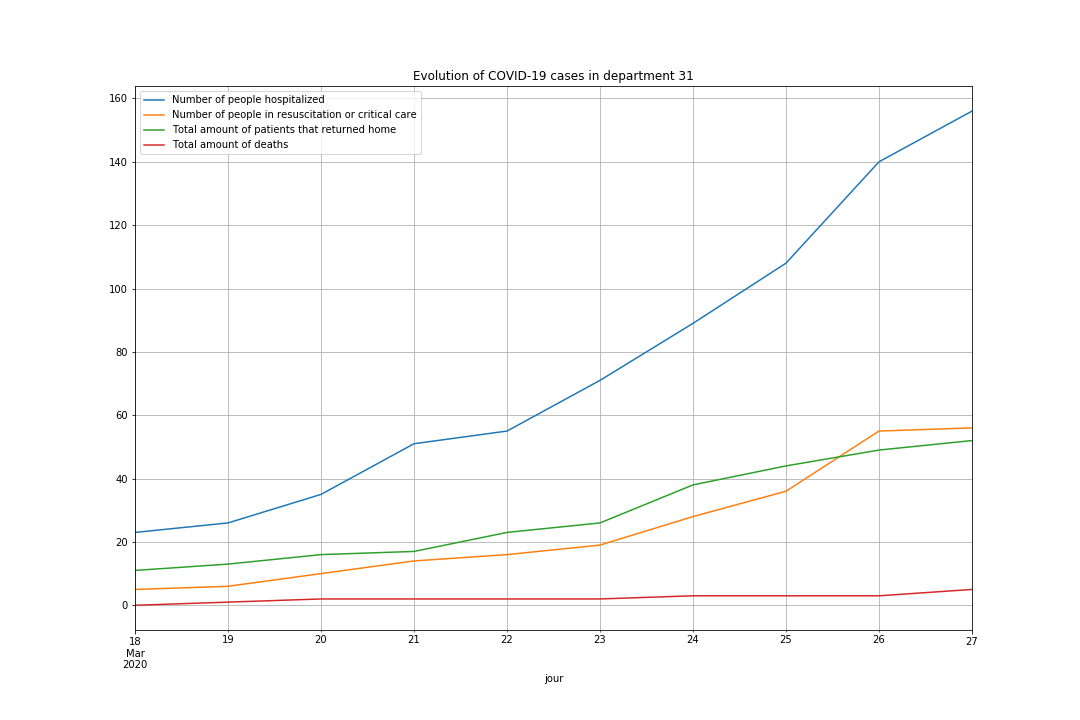 Evolution of COVID-19 cases in department 31
Number of people hospitalized
Number of people in resuscitation or critical care
Total amount of patients that returned home
Total amount of deaths
160
140
120
100
80
60
40
20
0
18 19 20 21 22 23 24 25 26 27
Mar
2020
jour